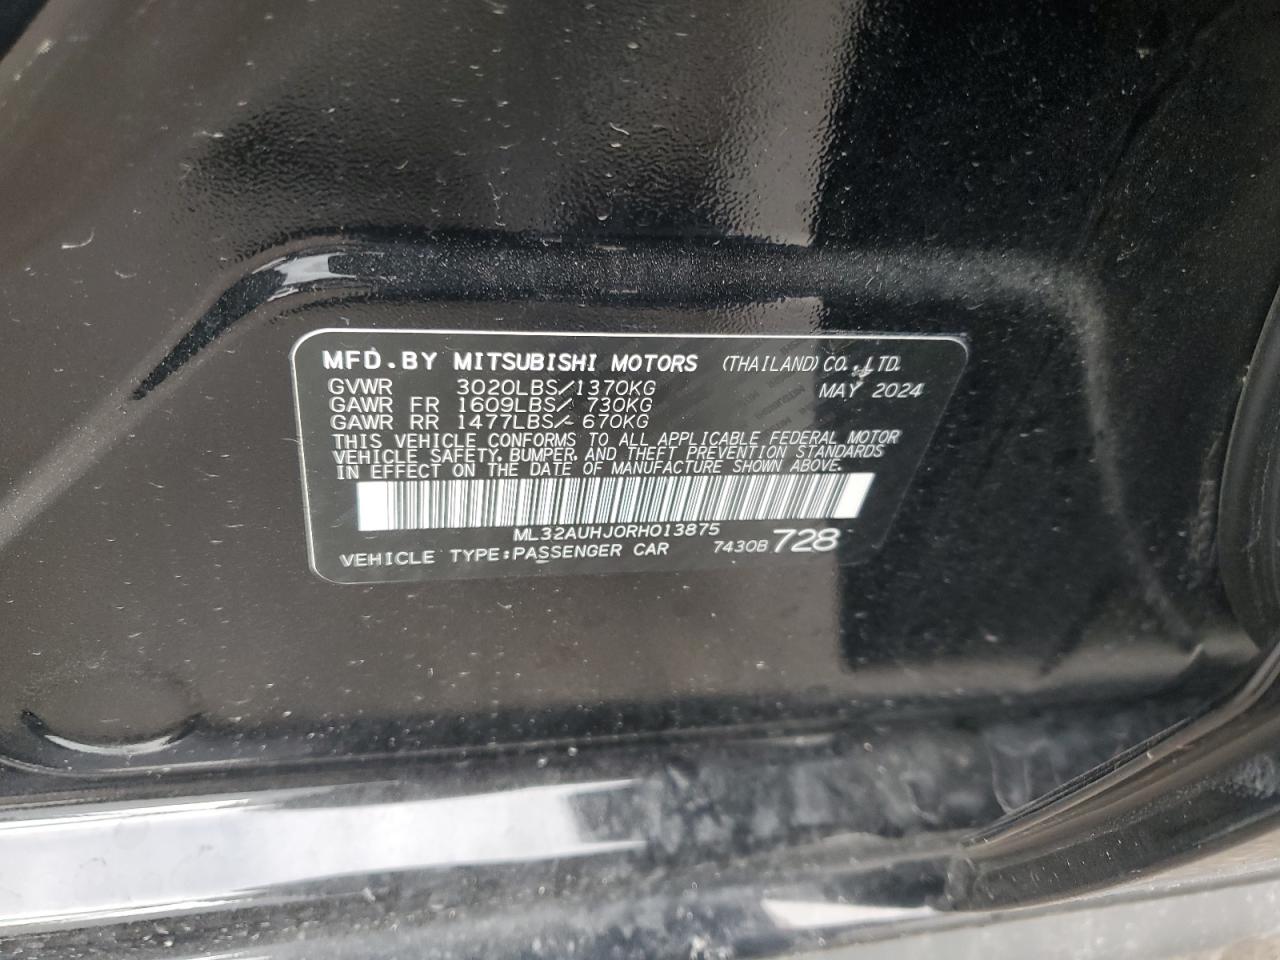 MFD.BY MITSUBISHI MOTORS (THAILAND) CO., LTD.
GVWR 3020LBS/1370KG MAY 2024
GAWR FR 1609LBS/ 730KG
GAWR RR 1477LBS/ 670KG
THIS VEHICLE CONFORMS TO ALL APPLICABLE FEDERAL MOTOR
VEHICLE SAFETY, BUMPER, AND THEFT PREVENTION STANDARDS
IN EFFECT ON THE DATE OF MANUFACTURE SHOWN ABOVE.
ML32AUHJ0RH013875
VEHICLE TYPE:PASSENGER CAR 7430B 728